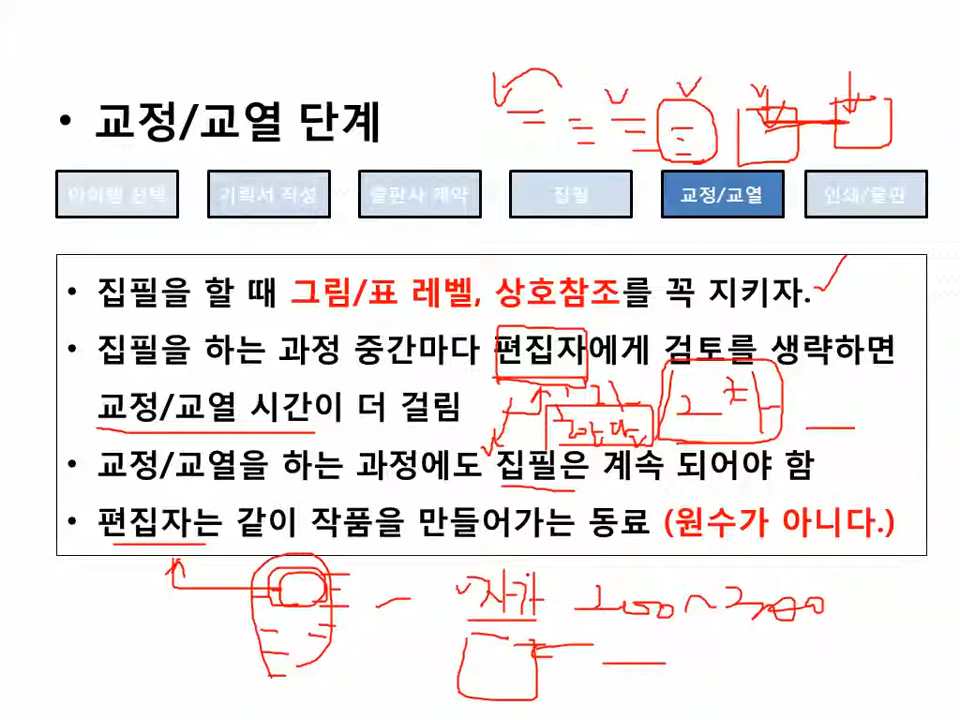 • 교정/교열 단계
아이템 선택 기획서 작성 출판사 계약 집필 교정/교열 인쇄/출판
• 집필을 할 때 그림/표 레벨, 상호참조를 꼭 지키자.
• 집필을 하는 과정 중간마다 편집자에게 검토를 생략하면
교정/교열 시간이 더 걸림
• 교정/교열을 하는 과정에도 집필은 계속 되어야 함
• 편집자는 같이 작품을 만들어가는 동료 (원수가 아니다.)